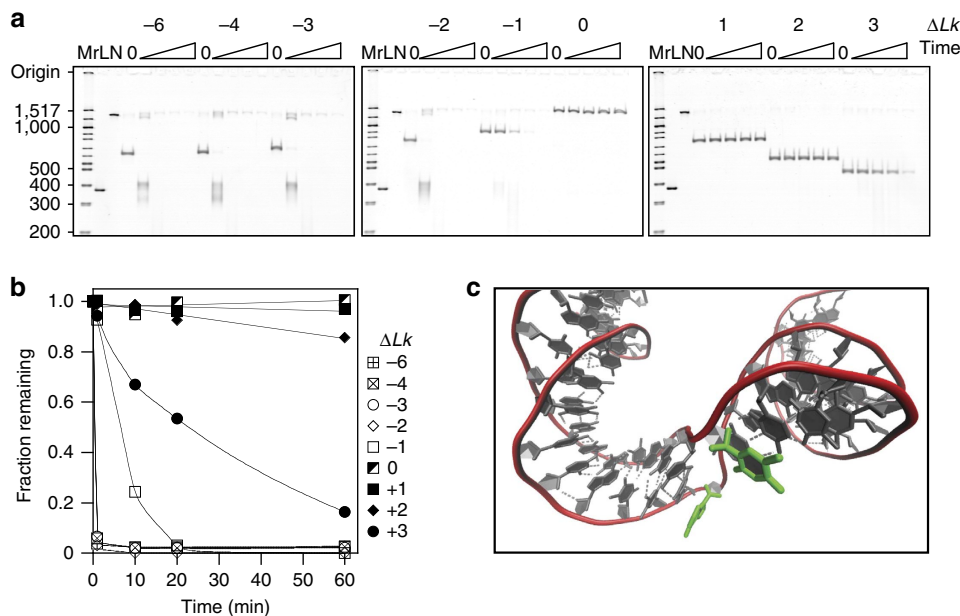 a
–6 –4 –3 –2 –1 0 1 2 3 ΔLk
MrLN 0 0 0 MrLN 0 0 0 MrLN0 0 0 Time
Origin
1,517
1,000
500
400
300
200
b
1.0
0.8
0.6
0.4
0.2
0
Fraction remaining
0 10 20 30 40 50 60
Time (min)
ΔLk
–6
–4
–3
–2
–1
0
+1
+2
+3
c